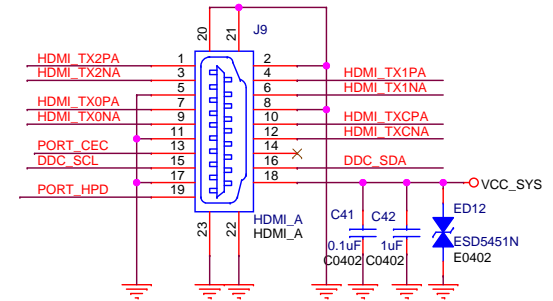 20
21
J9
HDMI_TX2PA
1
2
HDMI_TX2NA
3
4
HDMI_TX1PA
5
6
HDMI_TX1NA
HDMI_TX0PA
7
8
HDMI_TX0NA
9
10
HDMI_TXCPA
11
12
HDMI_TXCNA
PORT_CEC
13
14
DDC_SCL
15
16
DDC_SDA
17
18
VCC_SYS
PORT_HPD
19
23
22
HDMI_A
HDMI_A
C41
0.1uF
C0402
C42
1uF
C0402
ED12
ESD5451N
E0402